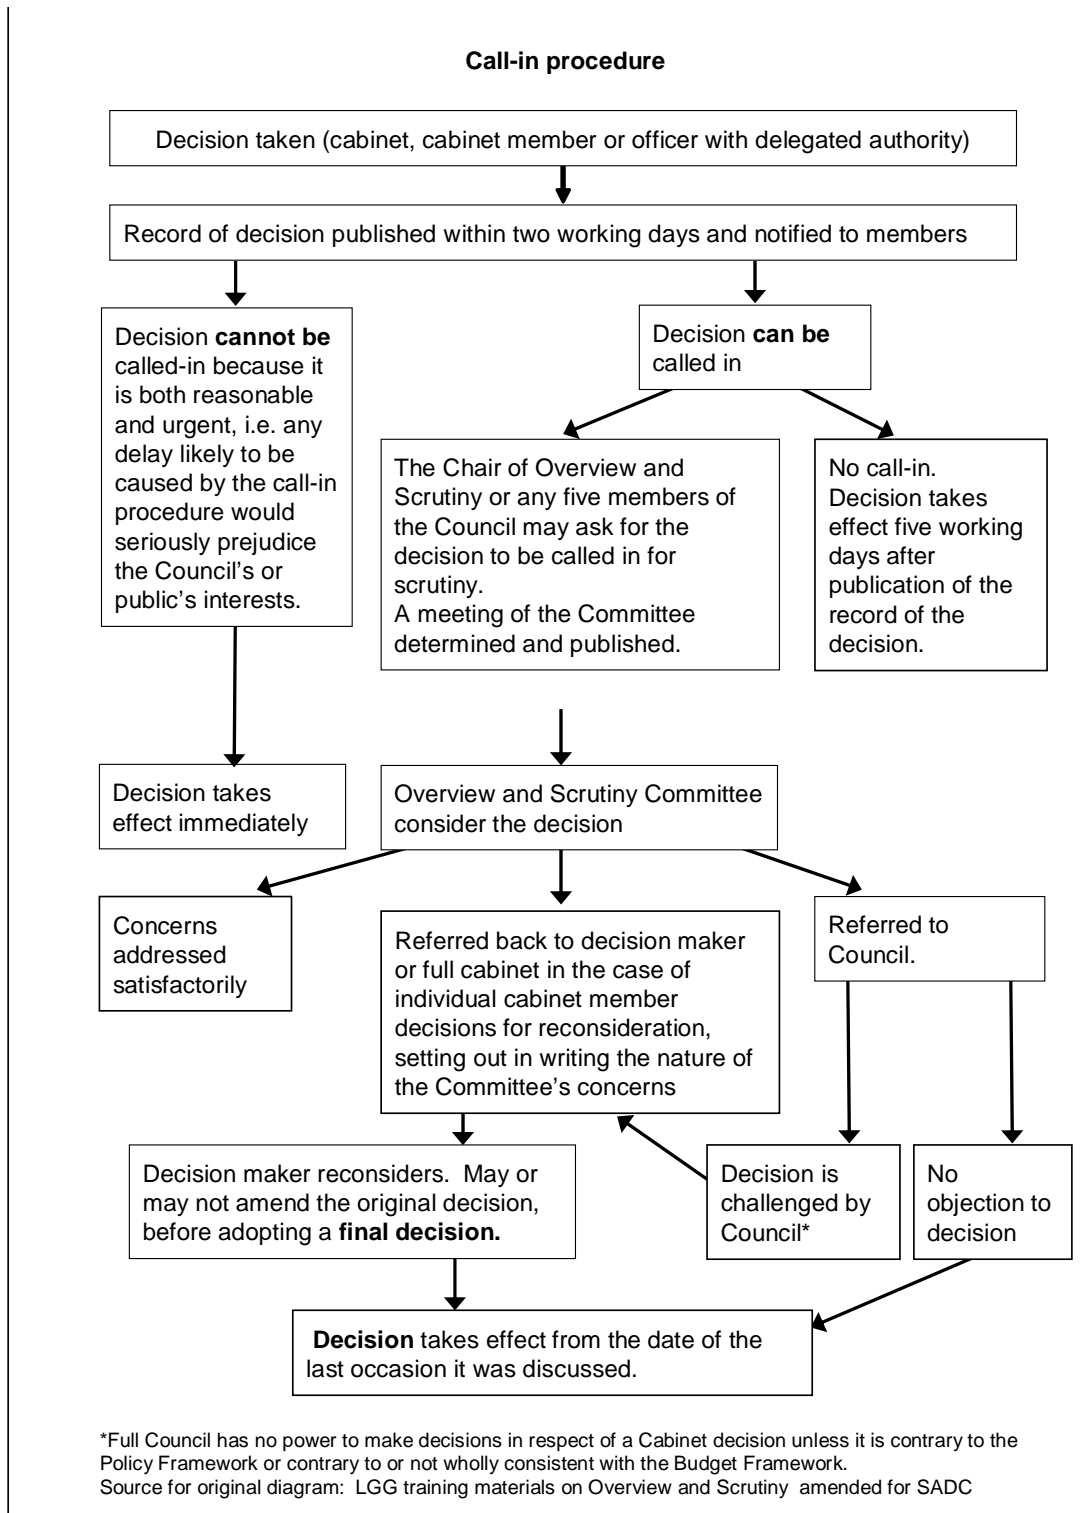 Call-in procedure
Decision taken (cabinet, cabinet member or officer with delegated authority)
Record of decision published within two working days and notified to members
Decision cannot be
called-in because it
is both reasonable
and urgent, i.e. any
delay likely to be
caused by the call-in
procedure would
seriously prejudice
the Council's or
public's interests.
Decision can be
called in
The Chair of Overview and
Scrutiny or any five members of
the Council may ask for the
decision to be called in for
scrutiny.
A meeting of the Committee
determined and published.
No call-in.
Decision takes
effect five working
days after
publication of the
record of the
decision.
Decision takes
effect immediately
Overview and Scrutiny Committee
consider the decision
Concerns
addressed
satisfactorily
Referred back to decision maker
or full cabinet in the case of
individual cabinet member
decisions for reconsideration,
setting out in writing the nature of
the Committee's concerns
Referred to
Council.
Decision maker reconsiders.  May or
may not amend the original decision,
before adopting a final decision.
Decision is
challenged by
Council*
No
objection to
decision
Decision takes effect from the date of the
last occasion it was discussed.
*Full Council has no power to make decisions in respect of a Cabinet decision unless it is contrary to the
Policy Framework or contrary to or not wholly consistent with the Budget Framework.
Source for original diagram:  LGG training materials on Overview and Scrutiny  amended for SADC